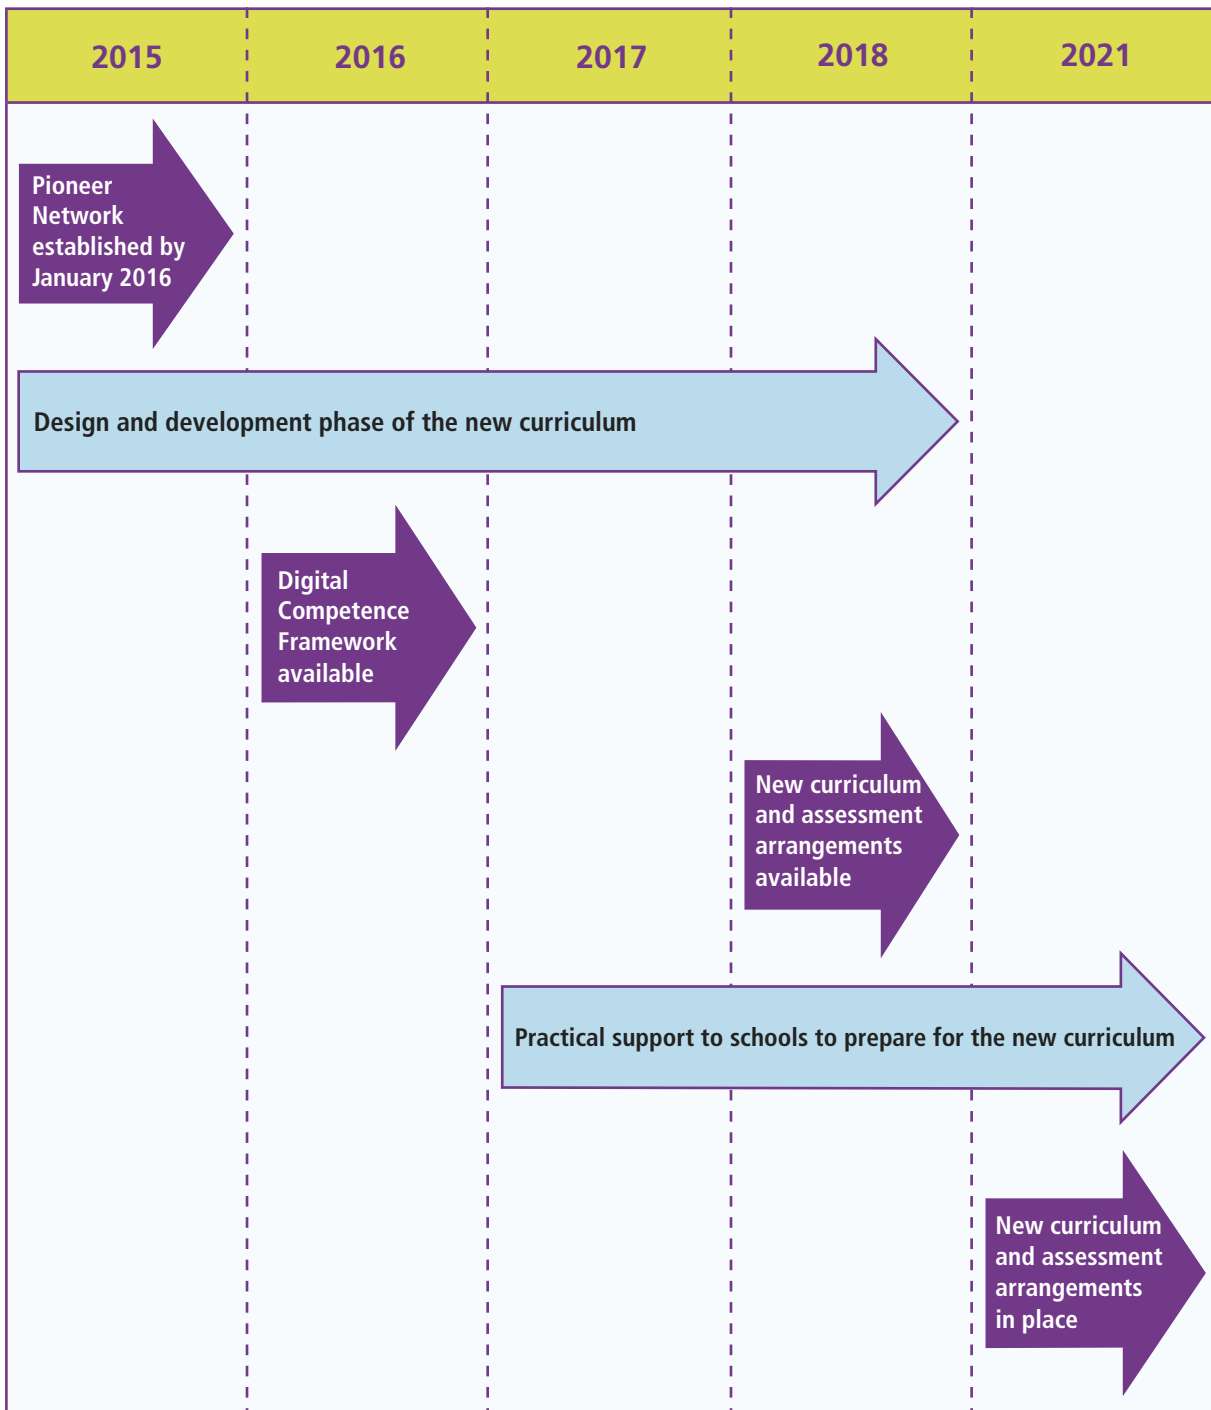 2015
2016
2017
2018
2021
Pioneer
Network
established by
January 2016
Design and development phase of the new curriculum
Digital
Competence
Framework
available
New curriculum
and assessment
arrangements
available
Practical support to schools to prepare for the new curriculum
New curriculum
and assessment
arrangements
in place